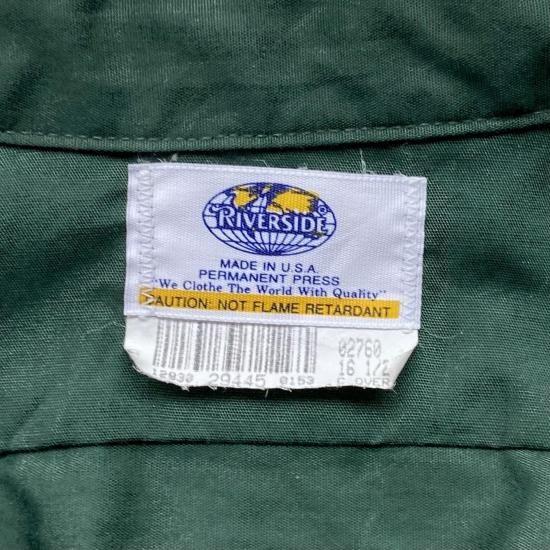 RIVERSIDE
MADE IN U.S.A.
PERMANENT PRESS
"We Clothe The World With Quality"
CAUTION: NOT FLAME RETARDANT
02760
16 1/2
12930 29445 0153 OVER